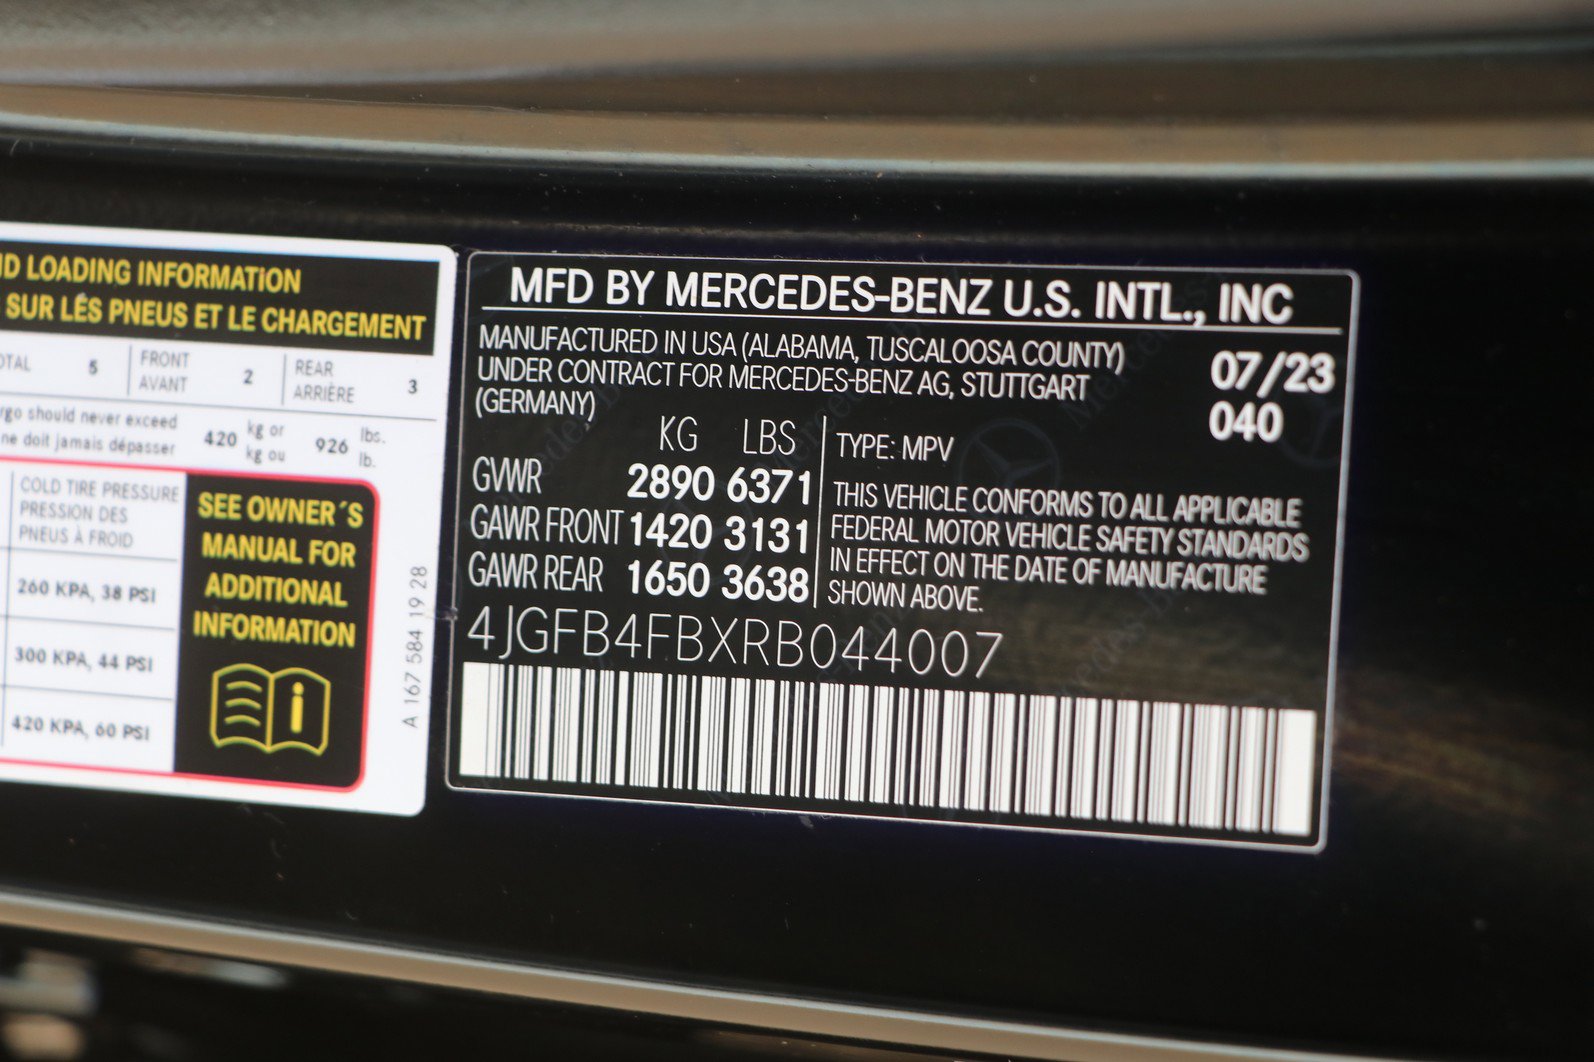 ND LOADING INFORMATION
SUR LES PNEUS ET LE CHARGEMENT
OTAL 5 FRONT AVANT 2 REAR ARRIÈRE 3
rgo should never exceed
ne doit jamais dépasser
420 kg or kg ou 926 lbs. lb.
COLD TIRE PRESSURE
PRESSION DES
PNEUS À FROID
260 KPA, 38 PSI
300 KPA, 44 PSI
420 KPA, 60 PSI
SEE OWNER´S
MANUAL FOR
ADDITIONAL
INFORMATION
A 167 584 19 28
MFD BY MERCEDES-BENZ U.S. INTL., INC
MANUFACTURED IN USA (ALABAMA, TUSCALOOSA COUNTY)
UNDER CONTRACT FOR MERCEDES-BENZ AG, STUTTGART
(GERMANY)
07/23
040
KG LBS
GVWR 2890 6371
GAWR FRONT 1420 3131
GAWR REAR 1650 3638
TYPE: MPV
THIS VEHICLE CONFORMS TO ALL APPLICABLE
FEDERAL MOTOR VEHICLE SAFETY STANDARDS
IN EFFECT ON THE DATE OF MANUFACTURE
SHOWN ABOVE.
4JGFB4FBXRB044007